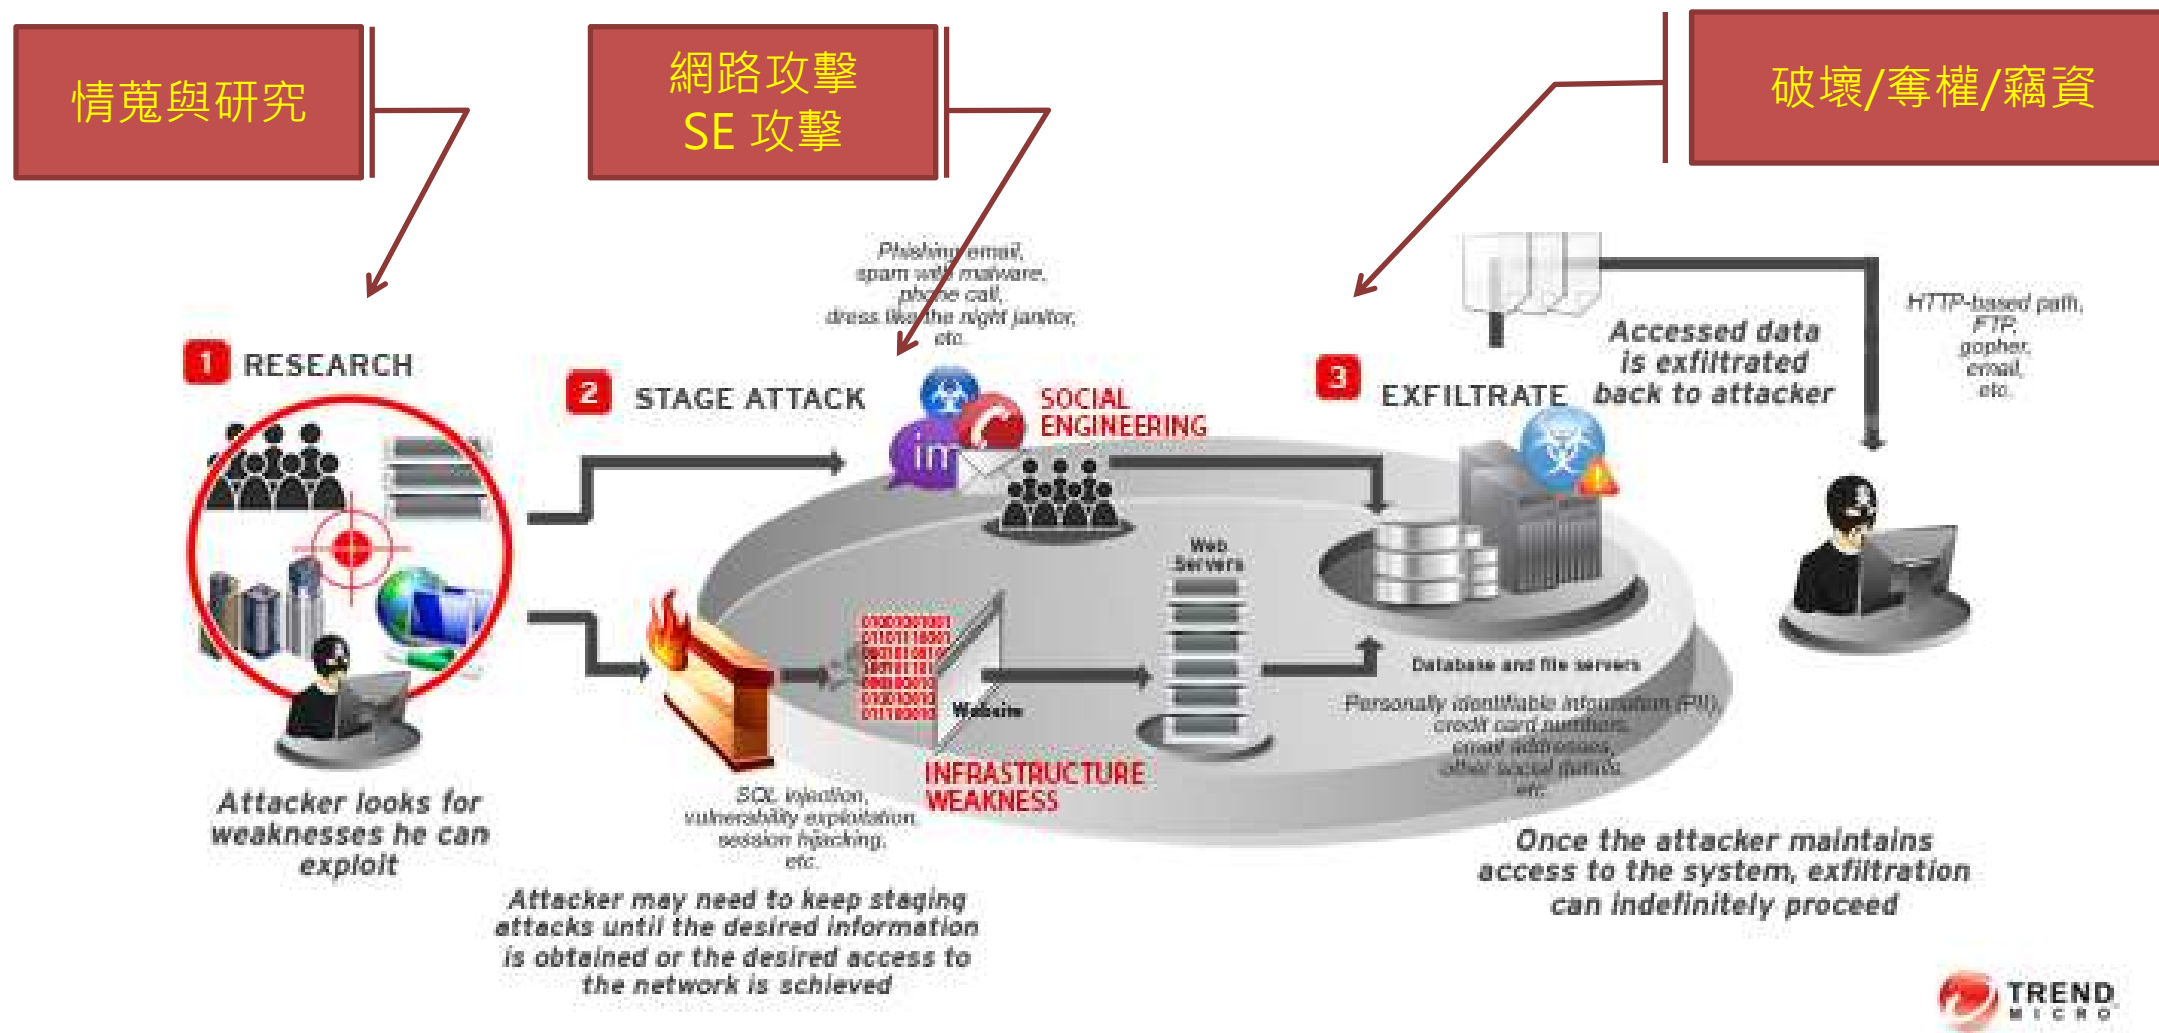 情蒐與研究
網路攻擊
SE 攻擊
破壞/奪權/竊資
1 RESEARCH
Attacker looks for
weaknesses he can
exploit
2 STAGE ATTACK
Phishing email,
spam with malware,
phone call,
dress like the night janitor,
etc.
im
SOCIAL
ENGINEERING
01001001001
01101110001
Website
INFRASTRUCTURE
WEAKNESS
SQL injection,
vulnerability exploitation,
session hijacking,
etc.
Attacker may need to keep staging
attacks until the desired information
is obtained or the desired access to
the network is achieved
Web
Servers
3 EXFILTRATE
Accessed data
is exfiltrated
back to attacker
HTTP-based path,
FTP,
gopher,
email,
etc.
Database and file servers
Personally identifiable information (PII),
credit card numbers,
email addresses,
other social details,
etc.
Once the attacker maintains
access to the system, exfiltration
can indefinitely proceed
TREND
MICRO